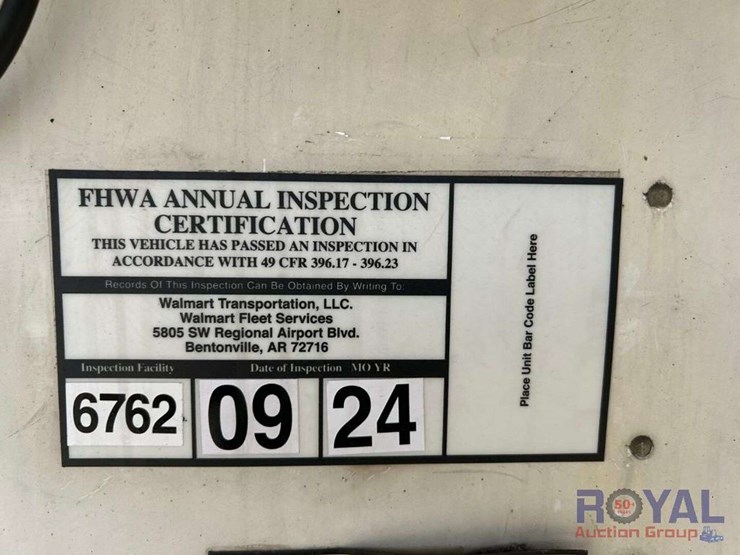 FHWA ANNUAL INSPECTION
CERTIFICATION
THIS VEHICLE HAS PASSED AN INSPECTION IN
ACCORDANCE WITH 49 CFR 396.17 - 396.23
Records Of This Inspection Can Be Obtained By Writing To:
Walmart Transportation, LLC.
Walmart Fleet Services
5805 SW Regional Airport Blvd.
Bentonville, AR 72716
Inspection Facility Date of Inspection MO YR
6762 09 24
Place Unit Bar Code Label Here
ROYAL
50+
Auction Group